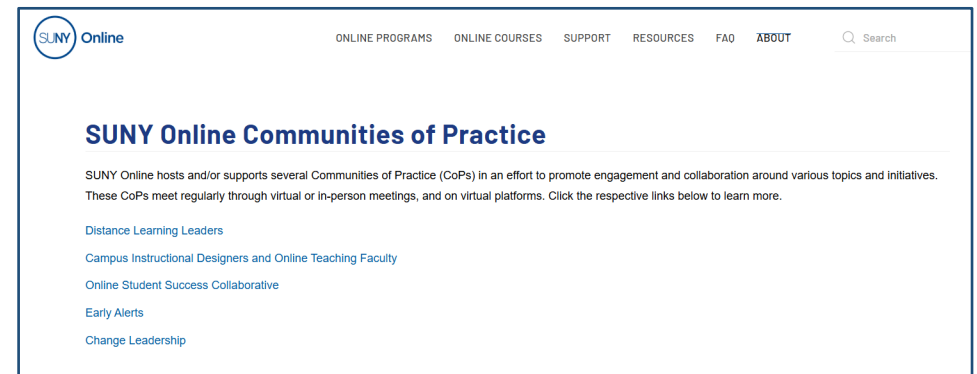 SUNY Online
ONLINE PROGRAMS ONLINE COURSES SUPPORT RESOURCES FAQ ABOUT Search
SUNY Online Communities of Practice
SUNY Online hosts and/or supports several Communities of Practice (CoPs) in an effort to promote engagement and collaboration around various topics and initiatives.
These CoPs meet regularly through virtual or in-person meetings, and on virtual platforms. Click the respective links below to learn more.
Distance Learning Leaders
Campus Instructional Designers and Online Teaching Faculty
Online Student Success Collaborative
Early Alerts
Change Leadership